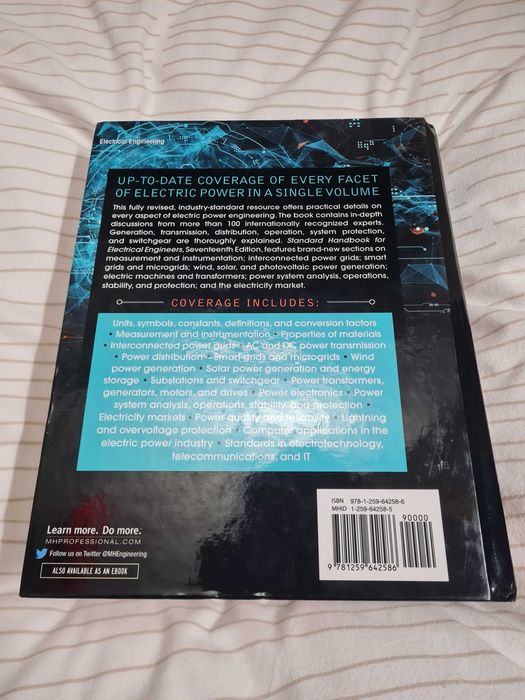 Electrical Engineering
UP-TO-DATE COVERAGE OF EVERY FACET
OF ELECTRIC POWER IN A SINGLE VOLUME
This fully revised, industry-standard resource offers practical details on
every aspect of electric power engineering. The book contains in-depth
discussions from more than 100 internationally recognized experts.
Generation, transmission, distribution, operation, system protection,
and switchgear are thoroughly explained. Standard Handbook for
Electrical Engineers, Seventeenth Edition, features brand-new sections on
measurement and instrumentation; interconnected power grids; smart
grids and microgrids; wind, solar, and photovoltaic power generation;
electric machines and transformers; power system analysis, operations,
stability, and protection; and the electricity market.
COVERAGE INCLUDES:
Units, symbols, constants, definitions, and conversion factors
• Measurement and instrumentation • Properties of materials
• Interconnected power grids • AC and DC power transmission
• Power distribution • Smart grids and microgrids • Wind
power generation • Solar power generation and energy
storage • Substations and switchgear • Power transformers,
generators, motors, and drives • Power electronics • Power
system analysis, operations, stability, and protection •
Electricity markets • Power quality and reliability • Lightning
and overvoltage protection • Computer applications in the
electric power industry • Standards in electrotechnology,
telecommunications, and IT
ISBN 978-1-259-64258-6
MHID 1-259-64258-5
90000
9 781259 642586
Learn more. Do more.
MHPROFESSIONAL.COM
Follow us on Twitter @MHEngineering
ALSO AVAILABLE AS AN EBOOK